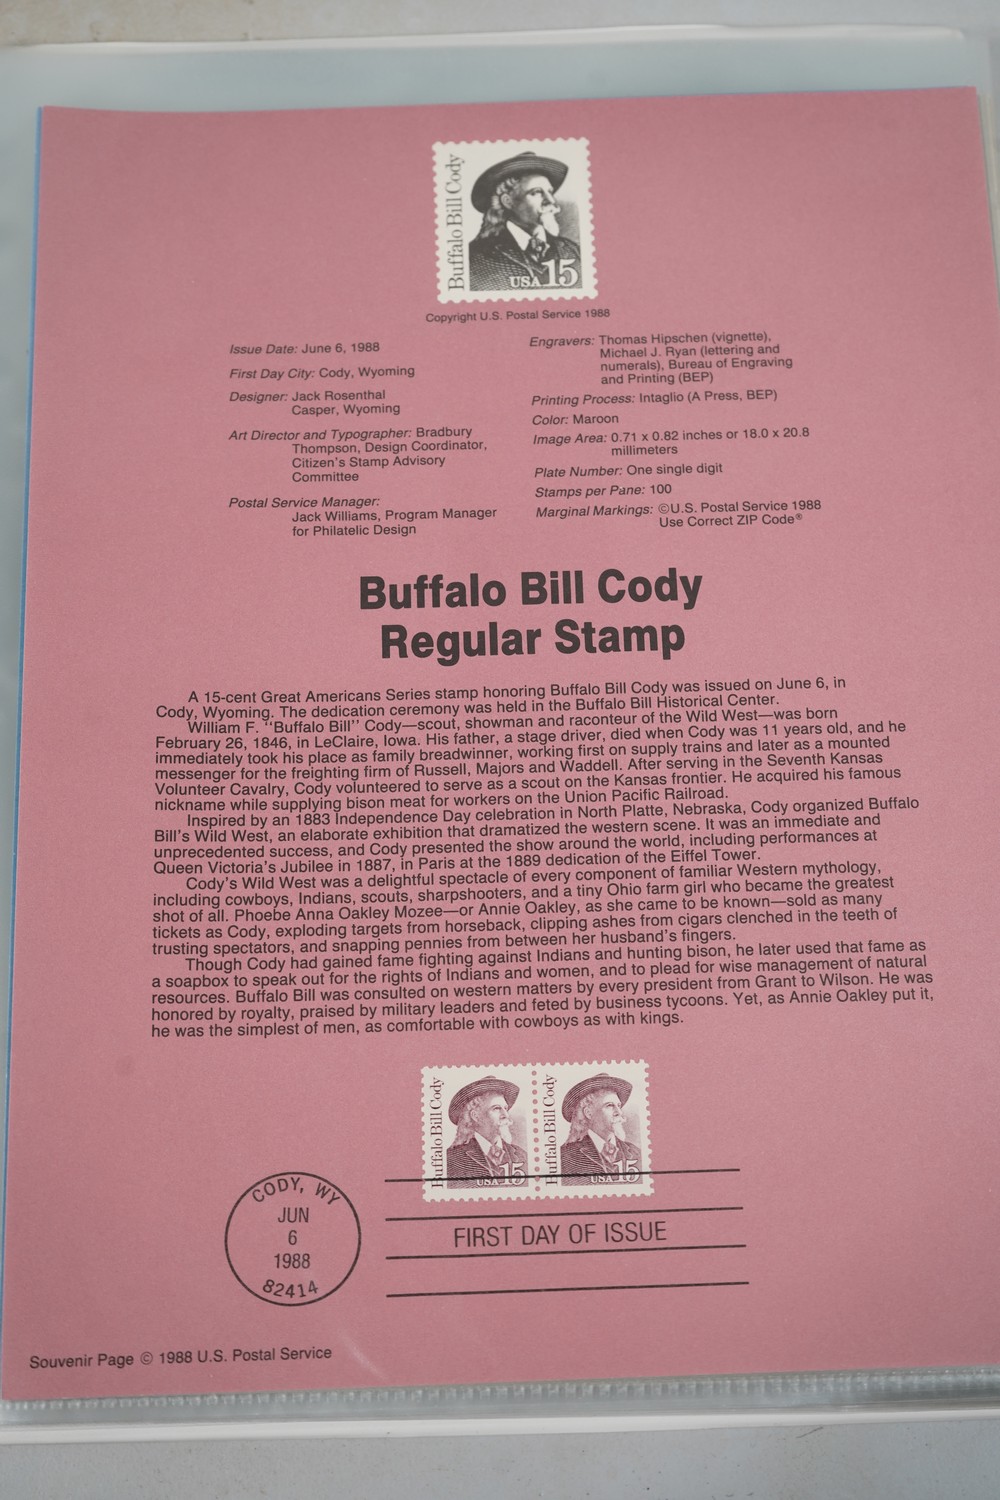 Buffalo Bill Cody
USA 15
Copyright U.S. Postal Service 1988
Issue Date: June 6, 1988
First Day City: Cody, Wyoming
Designer: Jack Rosenthal
Casper, Wyoming
Art Director and Typographer: Bradbury
Thompson, Design Coordinator,
Citizen's Stamp Advisory
Committee
Postal Service Manager:
Jack Williams, Program Manager
for Philatelic Design
Engravers: Thomas Hipschen (vignette),
Michael J. Ryan (lettering and
numerals), Bureau of Engraving
and Printing (BEP)
Printing Process: Intaglio (A Press, BEP)
Color: Maroon
Image Area: 0.71 x 0.82 inches or 18.0 x 20.8
millimeters
Plate Number: One single digit
Stamps per Pane: 100
Marginal Markings: ©U.S. Postal Service 1988
Use Correct ZIP Code®
Buffalo Bill Cody
Regular Stamp
A 15-cent Great Americans Series stamp honoring Buffalo Bill Cody was issued on June 6, in
Cody, Wyoming. The dedication ceremony was held in the Buffalo Bill Historical Center.
William F. "Buffalo Bill" Cody—scout, showman and raconteur of the Wild West—was born
February 26, 1846, in LeClaire, Iowa. His father, a stage driver, died when Cody was 11 years old, and he
immediately took his place as family breadwinner, working first on supply trains and later as a mounted
messenger for the freighting firm of Russell, Majors and Waddell. After serving in the Seventh Kansas
Volunteer Cavalry, Cody volunteered to serve as a scout on the Kansas frontier. He acquired his famous
nickname while supplying bison meat for workers on the Union Pacific Railroad.
Inspired by an 1883 Independence Day celebration in North Platte, Nebraska, Cody organized Buffalo
Bill's Wild West, an elaborate exhibition that dramatized the western scene. It was an immediate and
unprecedented success, and Cody presented the show around the world, including performances at
Queen Victoria's Jubilee in 1887, in Paris at the 1889 dedication of the Eiffel Tower.
Cody's Wild West was a delightful spectacle of every component of familiar Western mythology,
including cowboys, Indians, scouts, sharpshooters, and a tiny Ohio farm girl who became the greatest
shot of all. Phoebe Anna Oakley Mozee—or Annie Oakley, as she came to be known—sold as many
tickets as Cody, exploding targets from horseback, clipping ashes from cigars clenched in the teeth of
trusting spectators, and snapping pennies from between her husband's fingers.
Though Cody had gained fame fighting against Indians and hunting bison, he later used that fame as
a soapbox to speak out for the rights of Indians and women, and to plead for wise management of natural
resources. Buffalo Bill was consulted on western matters by every president from Grant to Wilson. He was
honored by royalty, praised by military leaders and feted by business tycoons. Yet, as Annie Oakley put it,
he was the simplest of men, as comfortable with cowboys as with kings.
Buffalo Bill Cody
USA 15
Buffalo Bill Cody
USA 15
CODY, WY
JUN
6
1988
82414
FIRST DAY OF ISSUE
Souvenir Page © 1988 U.S. Postal Service